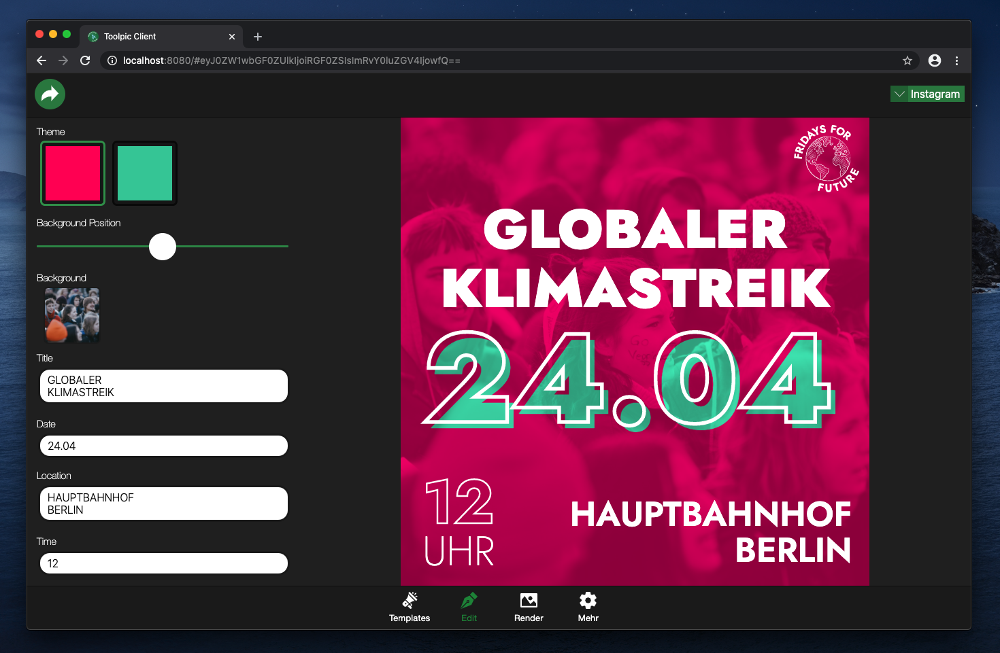 Toolpic Client
localhost:8080/#eyJ0ZW1wbGF0ZUlkIjoiRGF0ZSIsImRvY0luZGV4IjowfQ==
Instagram
Theme
Background Position
Background
Title
GLOBALER
KLIMASTREIK
Date
24.04
Location
HAUPTBAHNHOF
BERLIN
Time
12
FRIDAYS FOR
FUTURE
GLOBALER
KLIMASTREIK
24.04
12
UHR
HAUPTBAHNHOF
BERLIN
Templates
Edit
Render
Mehr